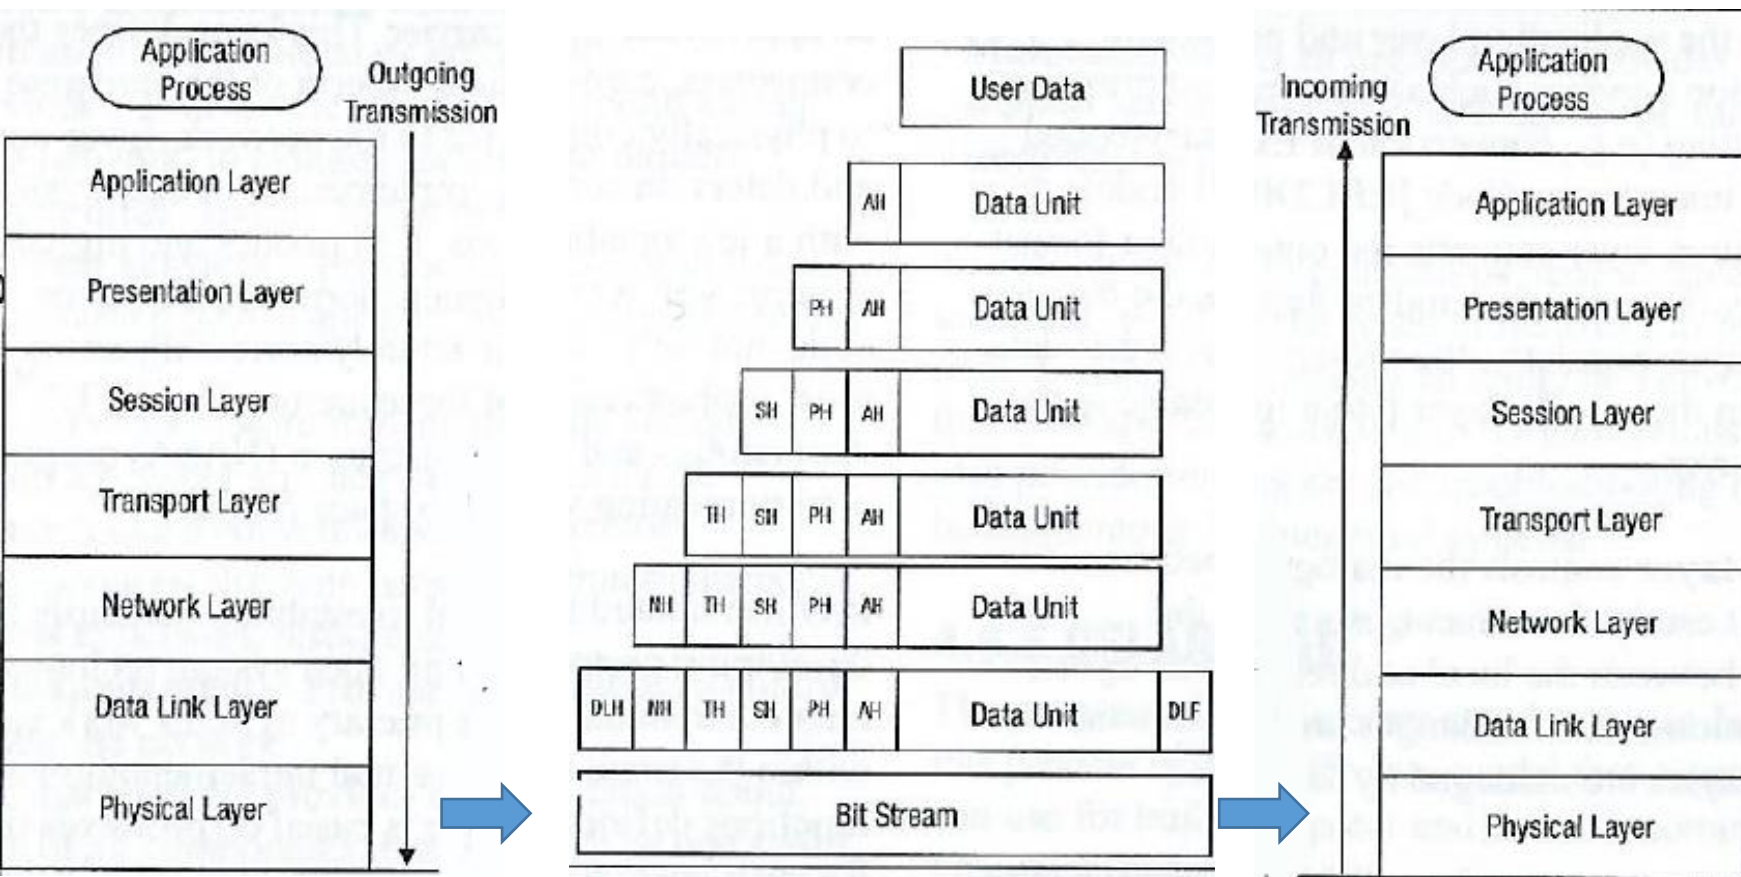 Application
Process
Outgoing
Transmission
Application Layer
Presentation Layer
Session Layer
Transport Layer
Network Layer
Data Link Layer
Physical Layer
User Data
AH Data Unit
PH AH Data Unit
SH PH AH Data Unit
TH SH PH AH Data Unit
NH TH SH PH AH Data Unit
DLH NH TH SH PH AH Data Unit DLF
Bit Stream
Incoming
Transmission
Application
Process
Application Layer
Presentation Layer
Session Layer
Transport Layer
Network Layer
Data Link Layer
Physical Layer